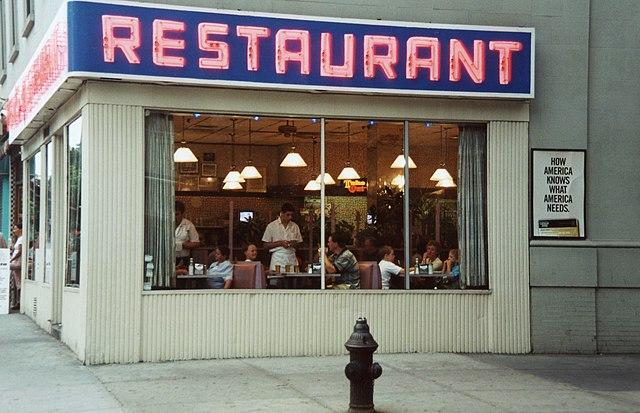 RESTAURANT
HOW
AMERICA
KNOWS
WHAT
AMERICA
NEEDS.